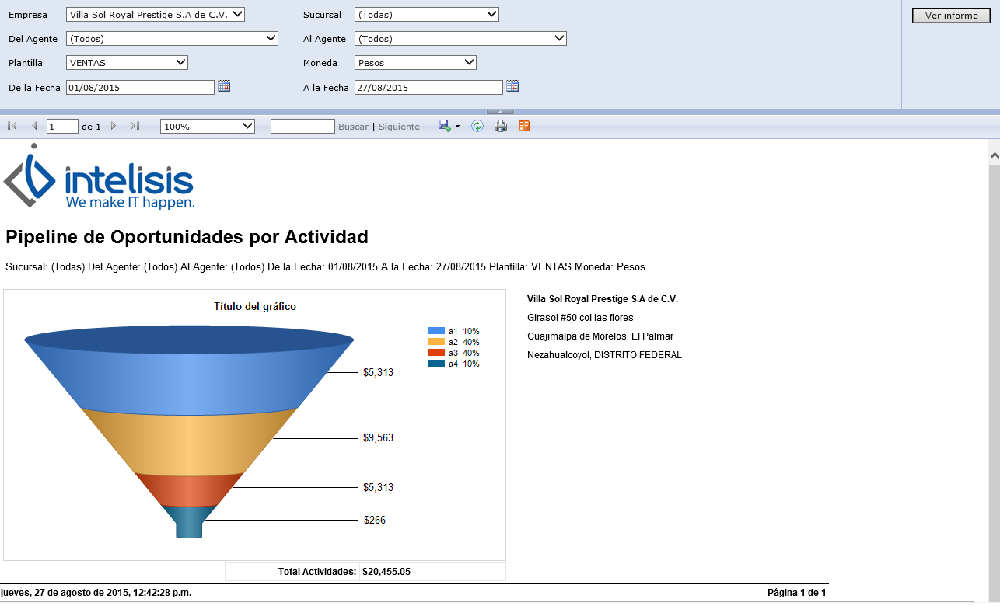 Empresa Villa Sol Royal Prestige S.A de C.V. Sucursal (Todas) Ver informe
Del Agente (Todos) Al Agente (Todos)
Plantilla VENTAS Moneda Pesos
De la Fecha 01/08/2015 A la Fecha 27/08/2015
1 de 1 100% Buscar | Siguiente
intelisis
We make IT happen.
Pipeline de Oportunidades por Actividad
Sucursal: (Todas) Del Agente: (Todos) Al Agente: (Todos) De la Fecha: 01/08/2015 A la Fecha: 27/08/2015 Plantilla: VENTAS Moneda: Pesos
Título del gráfico
a1 10%
a2 40%
a3 40%
a4 10%
$5,313
$9,563
$5,313
$266
Villa Sol Royal Prestige S.A de C.V.
Girasol #50 col las flores
Cuajimalpa de Morelos, El Palmar
Nezahualcoyol, DISTRITO FEDERAL
Total Actividades: $20,455.05
jueves, 27 de agosto de 2015, 12:42:28 p.m. Página 1 de 1